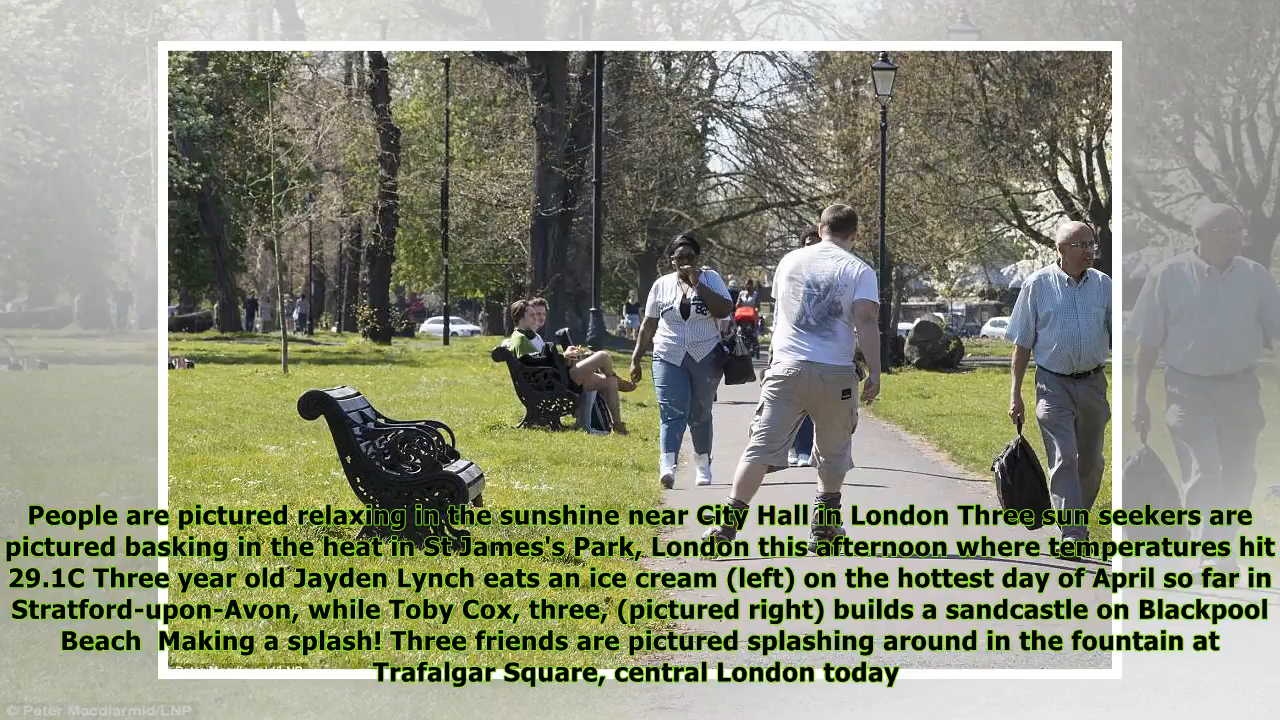 People are pictured relaxing in the sunshine near City Hall in London Three sun seekers are
pictured basking in the heat in St James's Park, London this afternoon where temperatures hit
29.1C Three year old Jayden Lynch eats an ice cream (left) on the hottest day of April so far in
Stratford-upon-Avon, while Toby Cox, three, (pictured right) builds a sandcastle on Blackpool
Beach  Making a splash! Three friends are pictured splashing around in the fountain at
Trafalgar Square, central London today
© Peter Macdiarmid/LNP